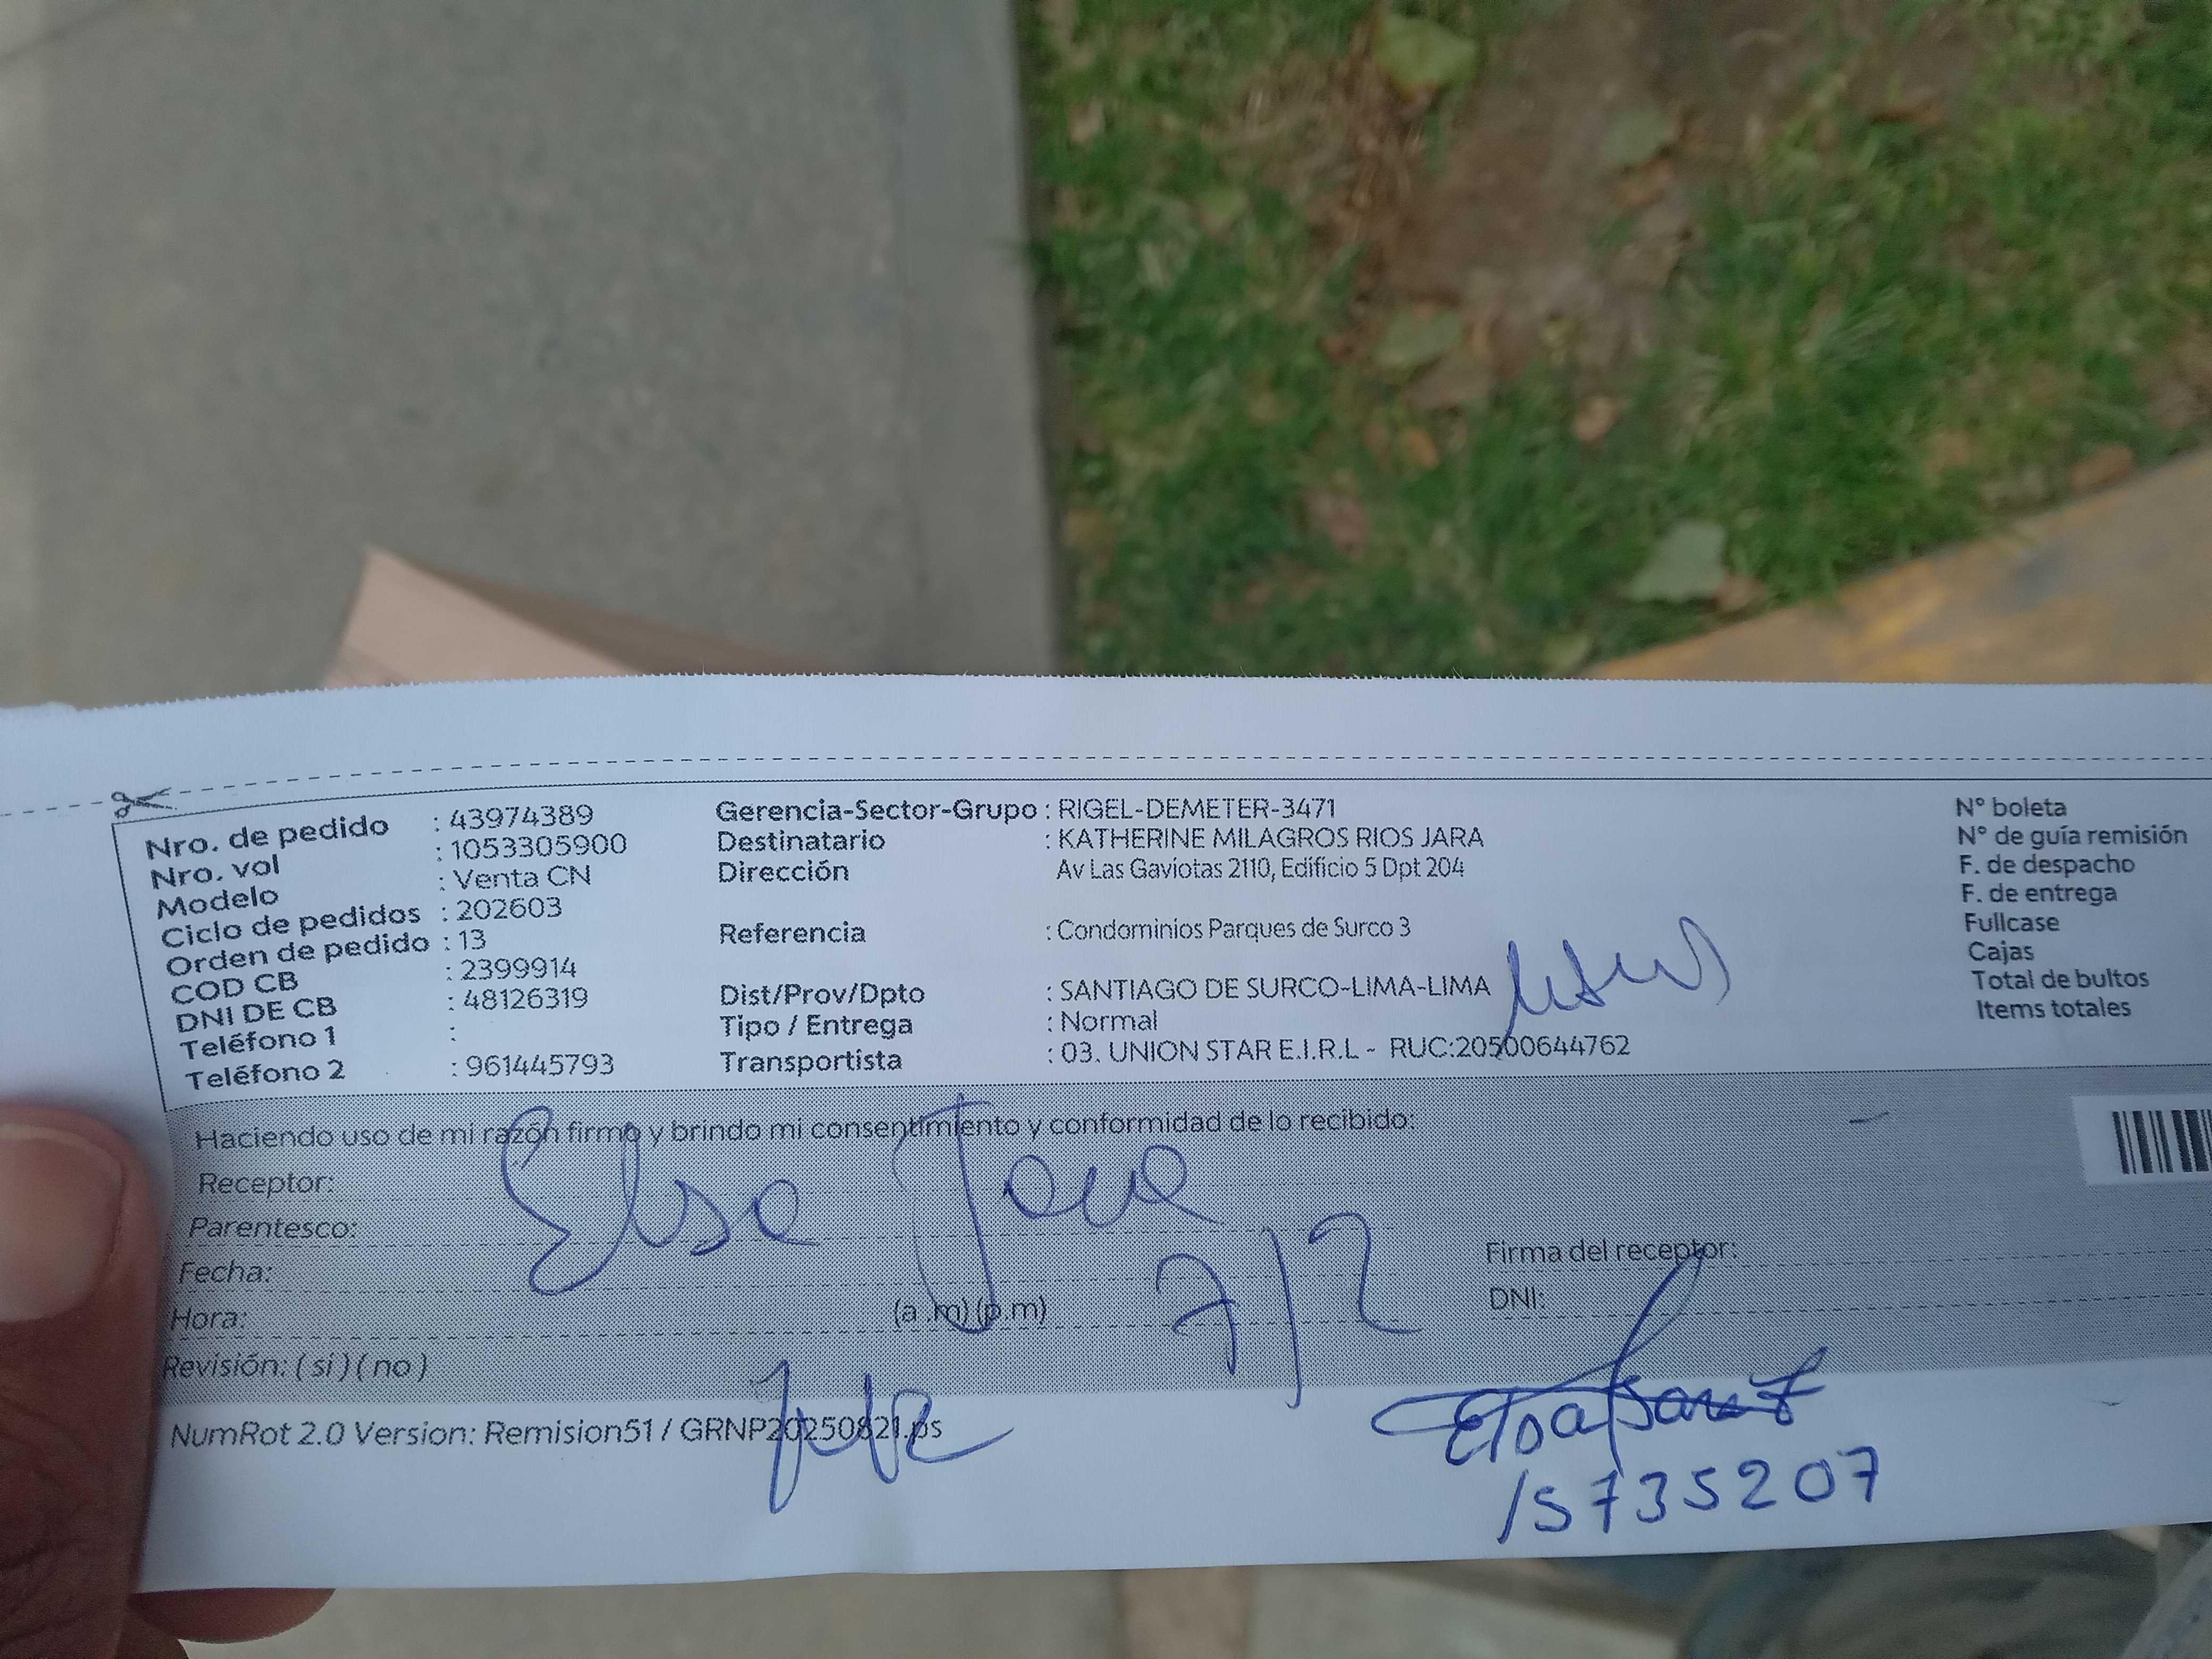 Nro. de pedido : 43974389
Nro. vol : 1053305900
Modelo : Venta CN
Ciclo de pedidos : 202603
Orden de pedido : 13
COD CB : 2399914
DNI DE CB : 48126319
Teléfono 1 :
Teléfono 2 : 961445793
Gerencia-Sector-Grupo : RIGEL-DEMETER-3471
Destinatario : KATHERINE MILAGROS RIOS JARA
Dirección Av Las Gaviotas 2110, Edificio 5 Dpt 204
Referencia : Condominios Parques de Surco 3
Dist/Prov/Dpto : SANTIAGO DE SURCO-LIMA-LIMA
Tipo / Entrega : Normal
Transportista : 03. UNION STAR E.I.R.L - RUC:20500644762
N° boleta
N° de guía remisión
F. de despacho
F. de entrega
Fullcase
Cajas
Total de bultos
Items totales
Haciendo uso de mi razón firmo y brindo mi consentimiento y conformidad de lo recibido:
Receptor: Elsa
Parentesco:
Fecha: 7/2
Hora: (a .m) (p.m)
Revisión: ( si ) ( no )
Firma del receptor:
DNI:
15735207
NumRot 2.0 Version: Remision51 / GRNP20250821.ps